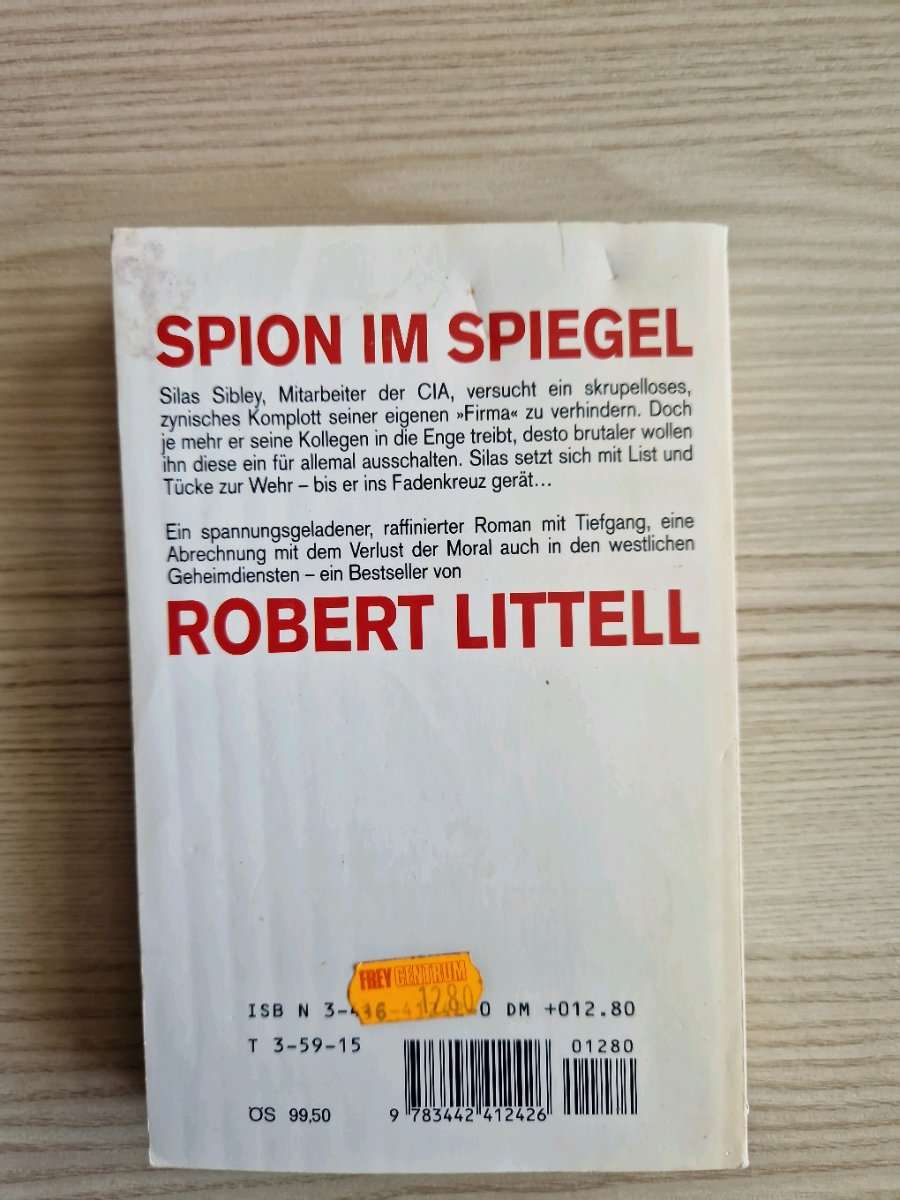 SPION IM SPIEGEL
Silas Sibley, Mitarbeiter der CIA, versucht ein skrupelloses,
zynisches Komplott seiner eigenen »Firma« zu verhindern. Doch
je mehr er seine Kollegen in die Enge treibt, desto brutaler wollen
ihn diese ein für allemal ausschalten. Silas setzt sich mit List und
Tücke zur Wehr – bis er ins Fadenkreuz gerät...
Ein spannungsgeladener, raffinierter Roman mit Tiefgang, eine
Abrechnung mit dem Verlust der Moral auch in den westlichen
Geheimdiensten – ein Bestseller von
ROBERT LITTELL
FREY CENTRUM
1280
ISB N 3- 0 DM +012.80
T 3-59-15
01280
ÖS 99,50
9 783442 412426